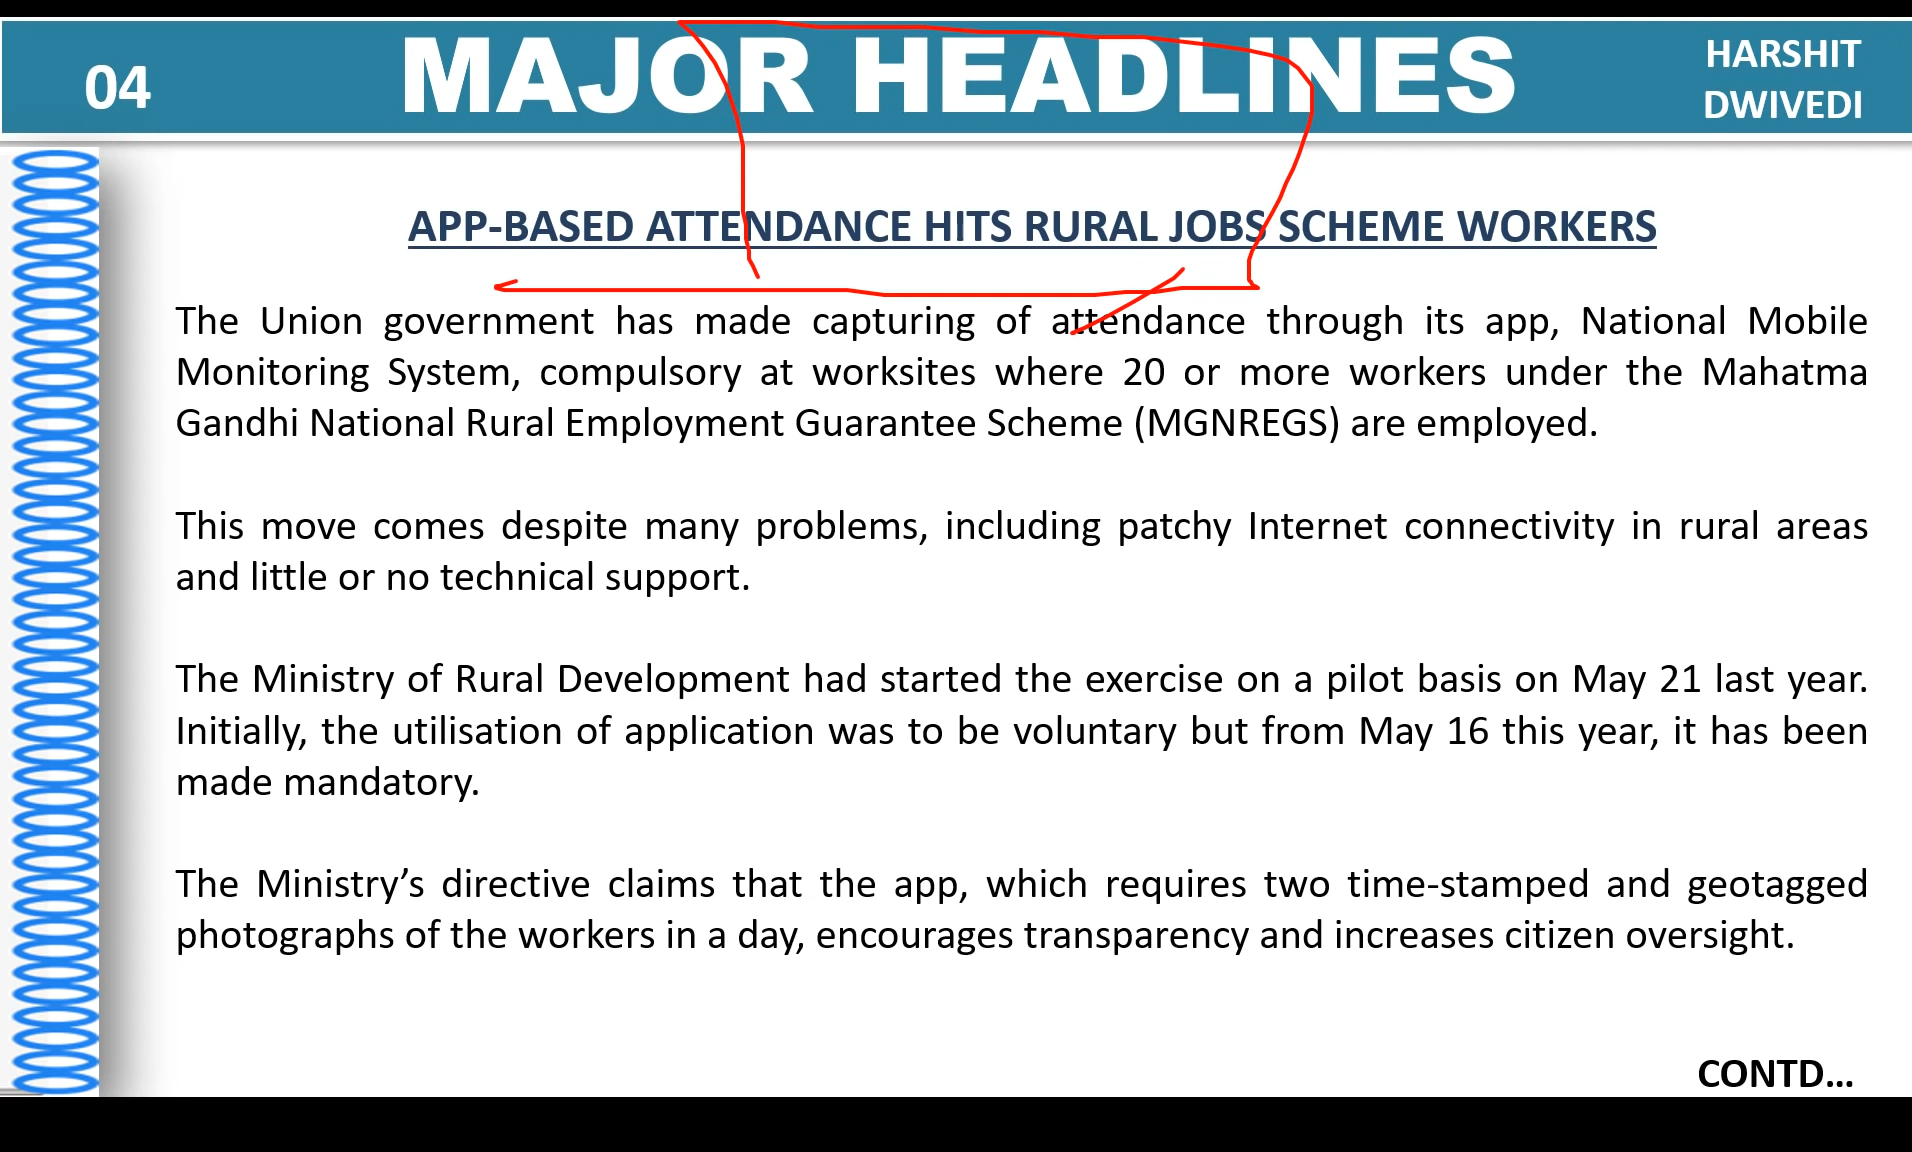 04
MAJOR HEADLINES
HARSHIT
DWIVEDI
APP-BASED ATTENDANCE HITS RURAL JOBS SCHEME WORKERS
The Union government has made capturing of attendance through its app, National Mobile
Monitoring System, compulsory at worksites where 20 or more workers under the Mahatma
Gandhi National Rural Employment Guarantee Scheme (MGNREGS) are employed.
This move comes despite many problems, including patchy Internet connectivity in rural areas
and little or no technical support.
The Ministry of Rural Development had started the exercise on a pilot basis on May 21 last year.
Initially, the utilisation of application was to be voluntary but from May 16 this year, it has been
made mandatory.
The Ministry’s directive claims that the app, which requires two time-stamped and geotagged
photographs of the workers in a day, encourages transparency and increases citizen oversight.
CONTD...